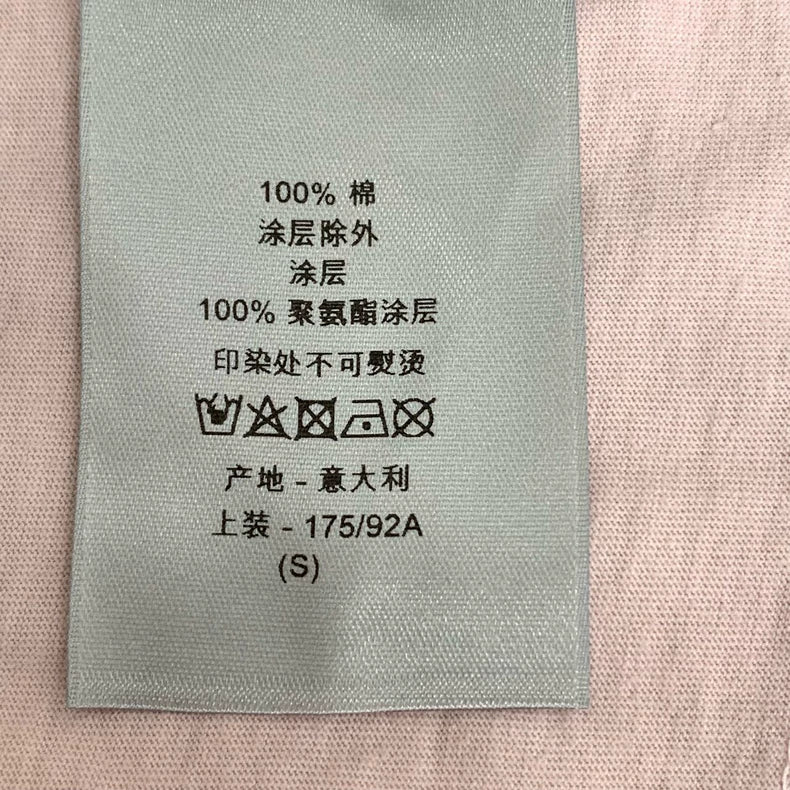 100% 棉
涂层除外
涂层
100% 聚氨酯涂层
印染处不可熨烫
产地 - 意大利
上装 - 175/92A
(S)